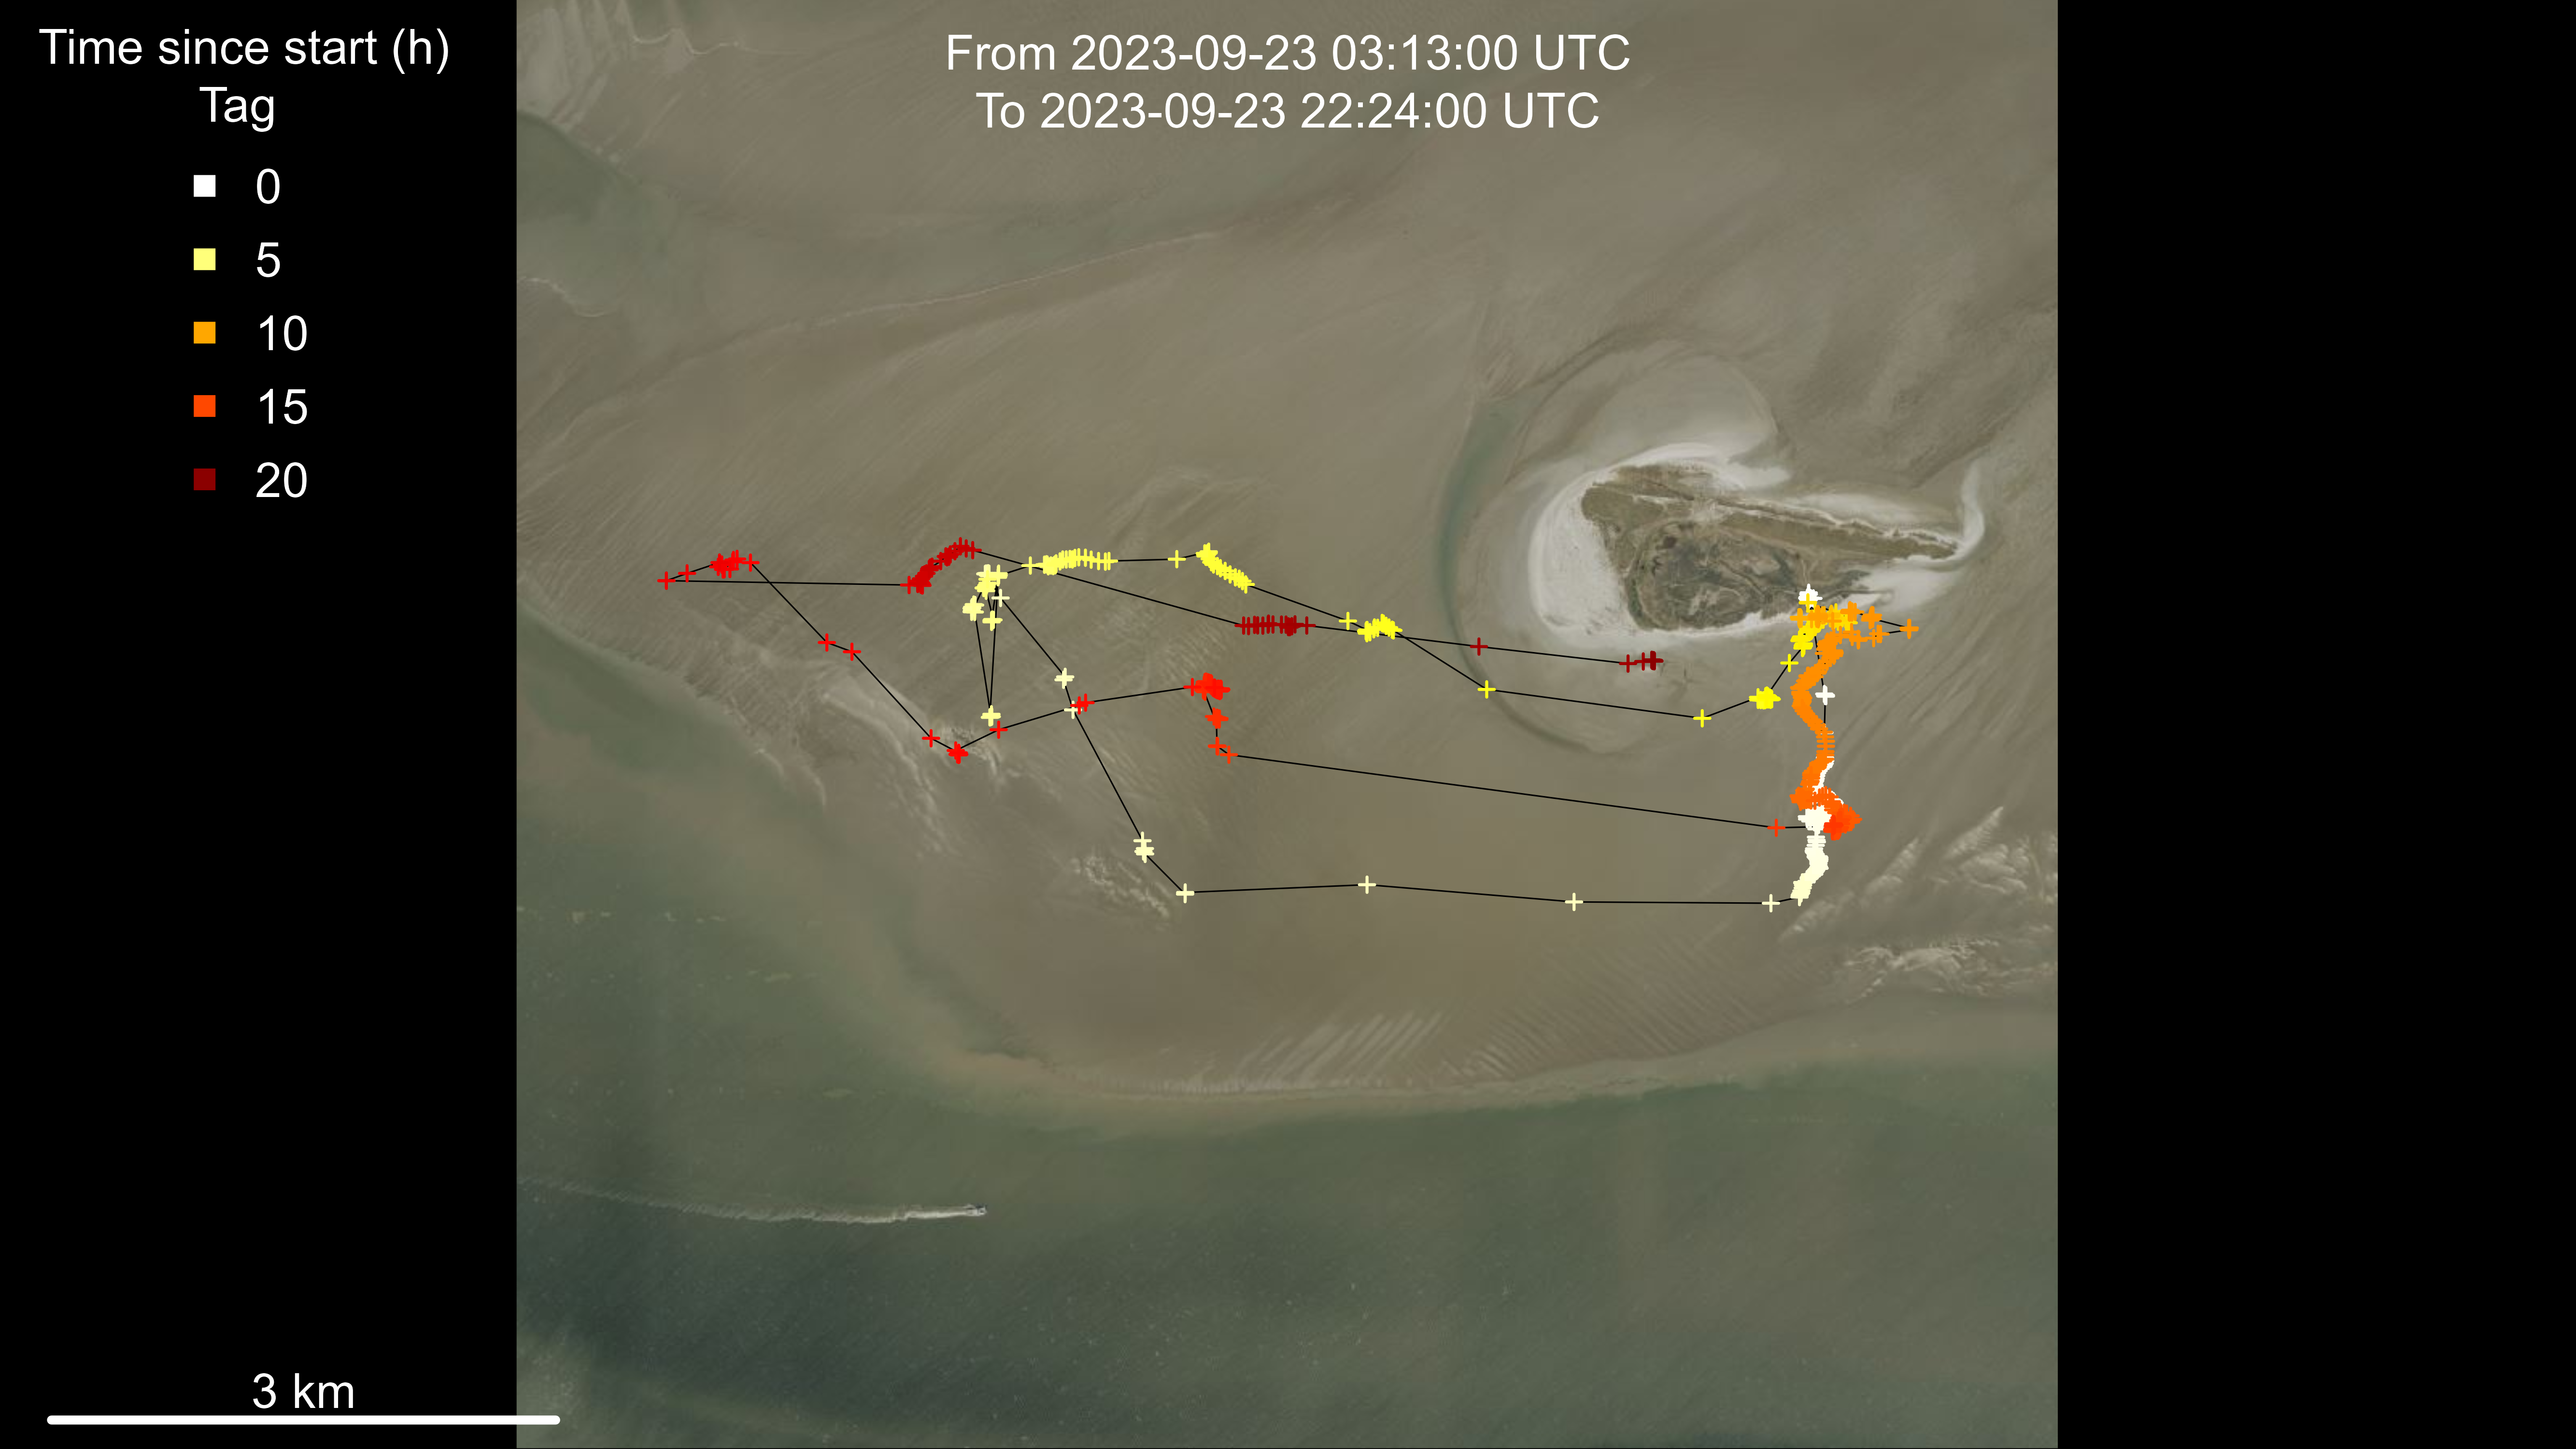 Time since start (h)
Tag
0
5
10
15
20
From 2023-09-23 03:13:00 UTC
To 2023-09-23 22:24:00 UTC
3 km